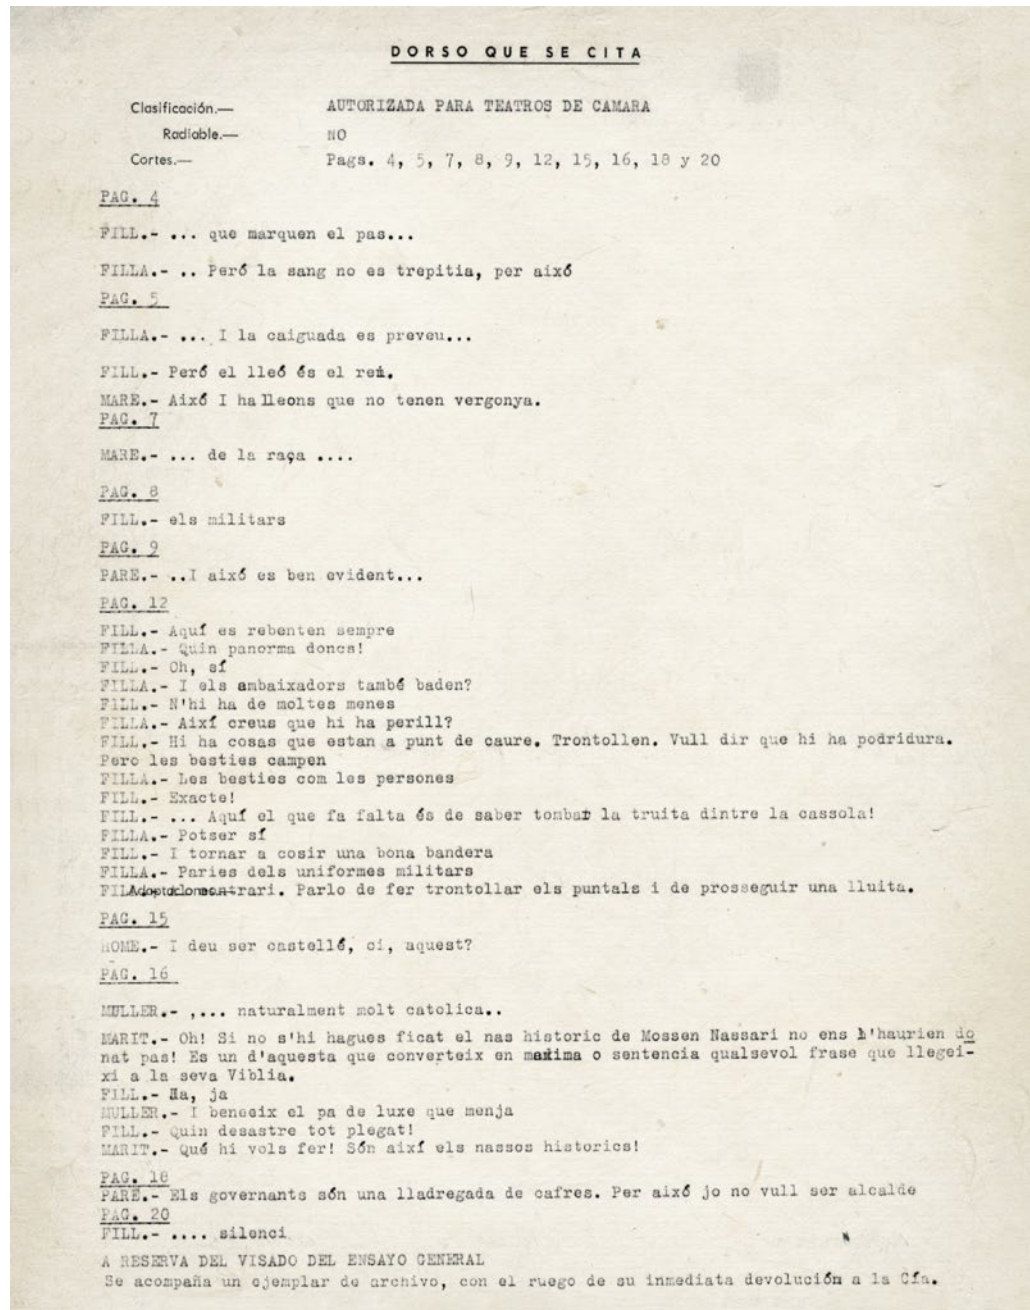 DORSO QUE SE CITA
Clasificación.— AUTORIZADA PARA TEATROS DE CAMARA
Radiable.— NO
Cortes.— Pags. 4, 5, 7, 8, 9, 12, 15, 16, 18 y 20
PAG. 4
FILL.- ... que marquen el pas...
FILLA.- .. Peró la sang no es trepitia, per aixó
PAG. 5
FILLA.- ... I la caiguada es preveu...
FILL.- Peró el lleó és el rei.
MARE.- Aixó I ha lleons que no tenen vergonya.
PAG. 7
MARE.- ... de la raça ....
PAG. 8
FILL.- els militars
PAG. 9
PARE.- ..I aixó es ben evident...
PAG. 12
FILL.- Aquí es rebenten sempre
FILLA.- Quin panorma doncs!
FILL.- Oh, sí
FILLA.- I els ambaixadors també baden?
FILL.- N'hi ha de moltes menes
FILLA.- Aixî creus que hi ha perill?
FILL.- Hi ha cosas que estan a punt de caure. Trontollen. Vull dir que hi ha podridura.
Pero les besties campen
FILLA.- Les besties com les persones
FILL.- Exacte!
FILL.- ... Aquí el que fa falta és de saber tombar la truita dintre la cassola!
FILLA.- Potser sí
FILL.- I tornar a cosir una bona bandera
FILLA.- Paries dels uniformes militars
FIL trari. Parlo de fer trontollar els puntals i de prosseguir una lluita.
PAG. 15
HOME.- I deu ser castellé, oi, aquest?
PAG. 16
MULLER.- ,... naturalment molt catolica..
MARIT.- Oh! Si no s'hi hagues ficat el nas historic de Mossen Nassari no ens l'haurien do
nat pas! Es un d'aquesta que converteix en maxima o sentencia qualsevol frase que llegei-
xi a la seva Viblia.
FILL.- Ha, ja
MULLER.- I beneeix el pa de luxe que menja
FILL.- Quin desastre tot plegat!
MARIT.- Qué hi vols fer! Són així els nassos historics!
PAG. 18
PARE.- Els governants són una lladregada de cafres. Per aixó jo no vull ser alcalde
PAG. 20
FILL.- .... silenci
A RESERVA DEL VISADO DEL ENSAYO GENERAL
Se acompaña un ejemplar de archivo, con el ruego de su inmediata devolución a la Cía.